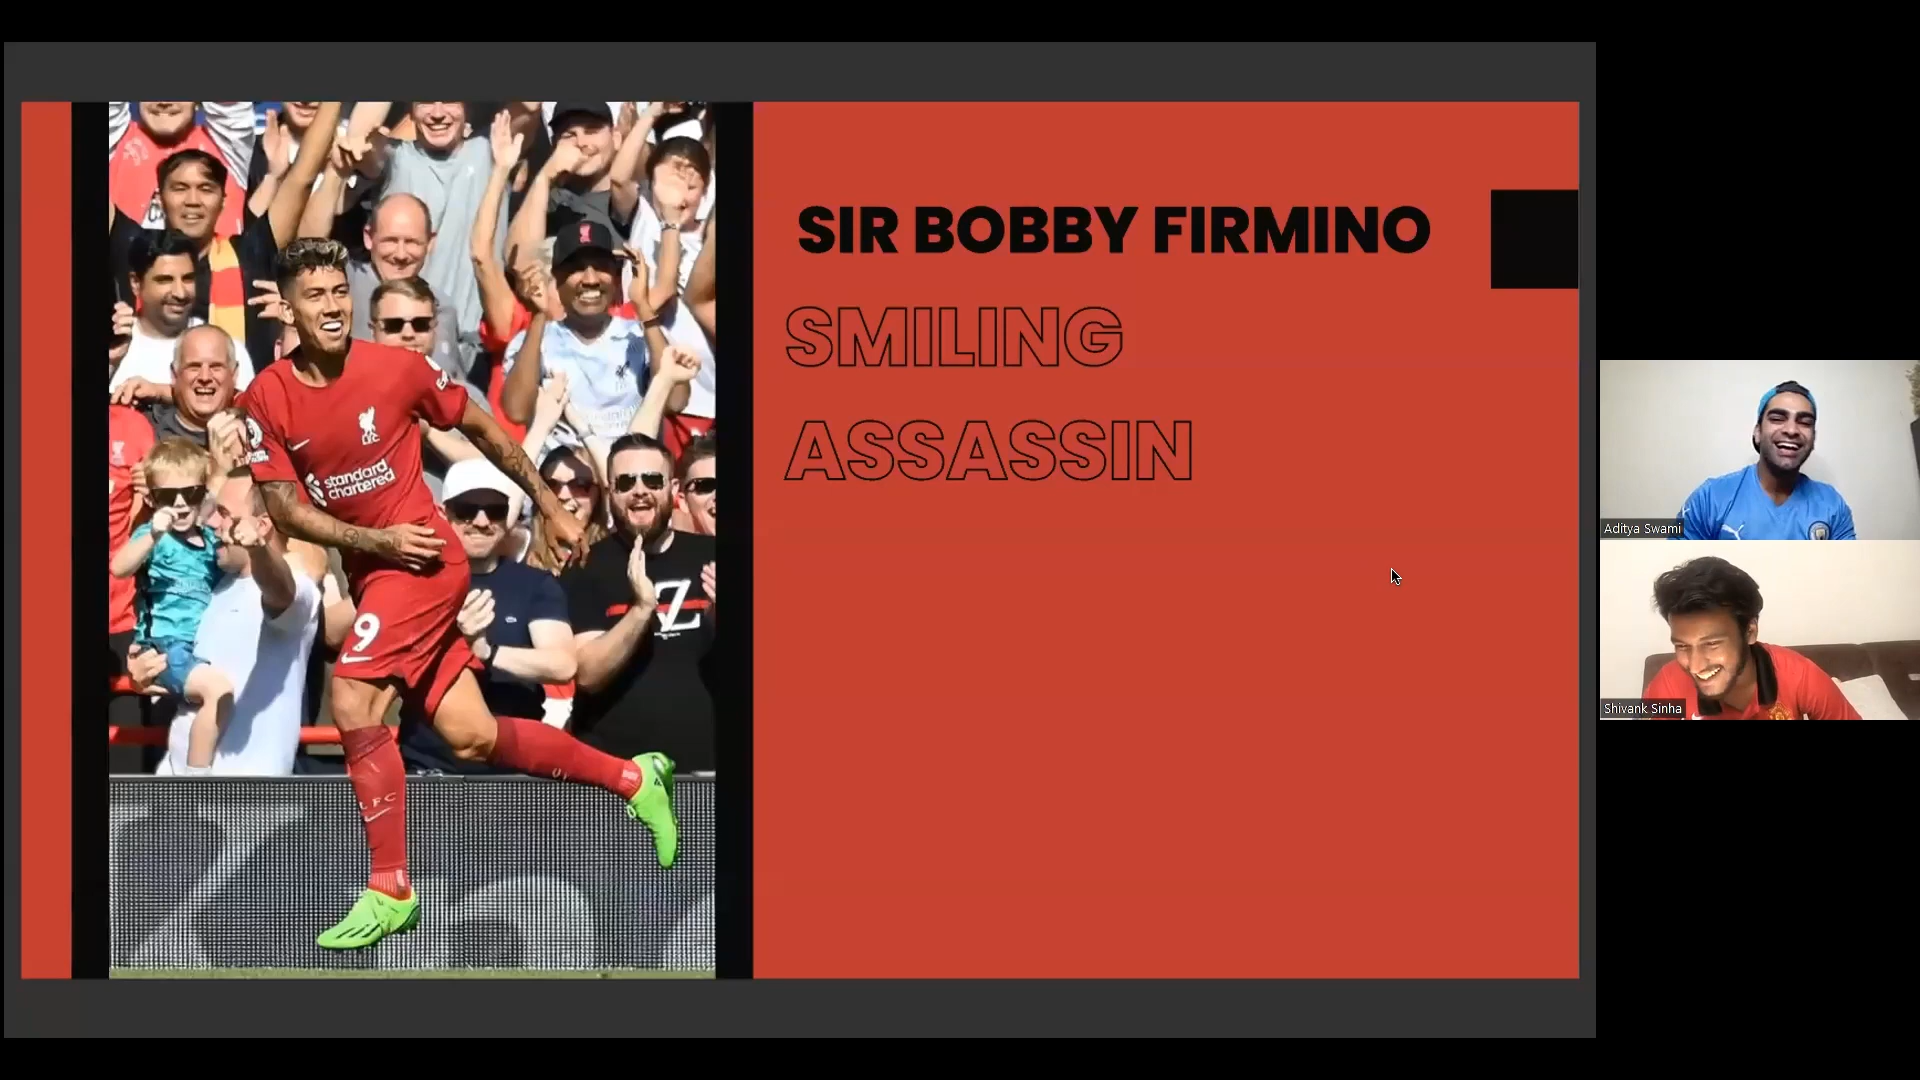 SIR BOBBY FIRMINO
SMILING
ASSASSIN
standard
chartered
9
LFC
Aditya Swami
Shivank Sinha